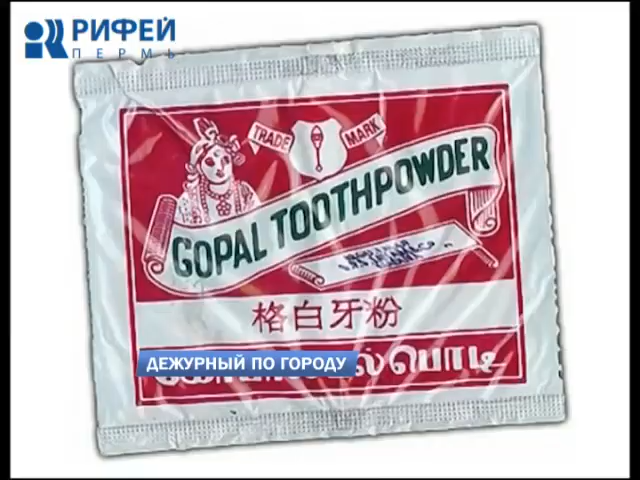 РИФЕЙ
ПЕРМЬ
TRADE MARK
GOPAL TOOTHPOWDER
格白牙粉
ДЕЖУРНЫЙ ПО ГОРОДУ